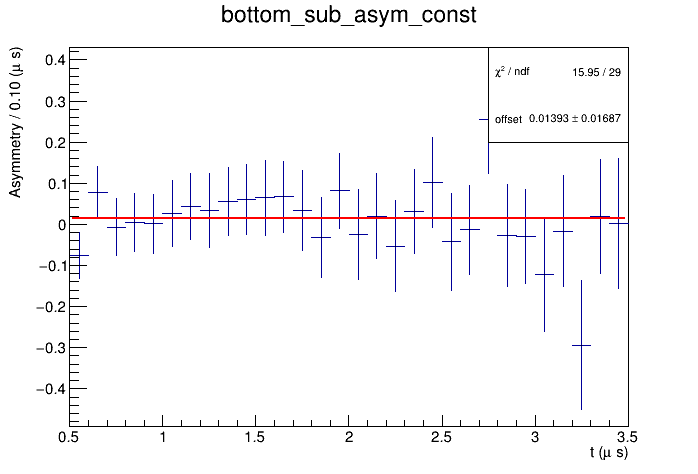 bottom_sub_asym_const
Asymmetry / 0.10 (μ s)
χ² / ndf 15.95 / 29
offset 0.01393 ± 0.01687
0.4
0.3
0.2
0.1
0
−0.1
−0.2
−0.3
−0.4
0.5 1 1.5 2 2.5 3 3.5
t (μ s)